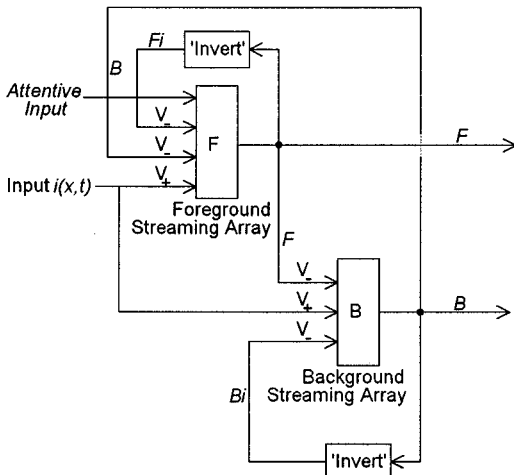 Fi
'Invert'
B
Attentive
Input
V-
F
V-
F
V+
Input i(x,t)
Foreground
Streaming Array
F
V-
V+
B
B
V-
Background
Streaming Array
Bi
'Invert'